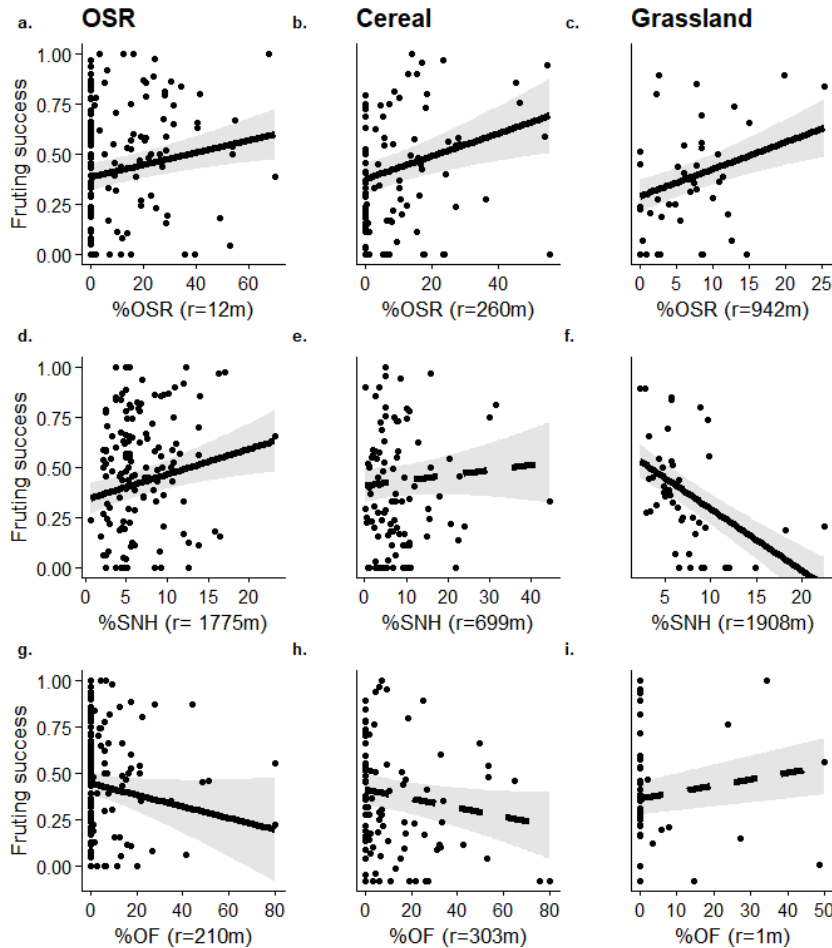 a. OSR b. Cereal c. Grassland
Fruting success
1.00
0.75
0.50
0.25
0.00
0 20 40 60
%OSR (r=12m)
0 20 40
%OSR (r=260m)
0 5 10 15 20 25
%OSR (r=942m)
d. e. f.
Fruting success
1.00
0.75
0.50
0.25
0.00
0 5 10 15 20
%SNH (r= 1775m)
0 10 20 30 40
%SNH (r=699m)
5 10 15 20
%SNH (r=1908m)
g. h. i.
Fruting success
1.00
0.75
0.50
0.25
0.00
0 20 40 60 80
%OF (r=210m)
0 20 40 60 80
%OF (r=303m)
0 10 20 30 40 50
%OF (r=1m)